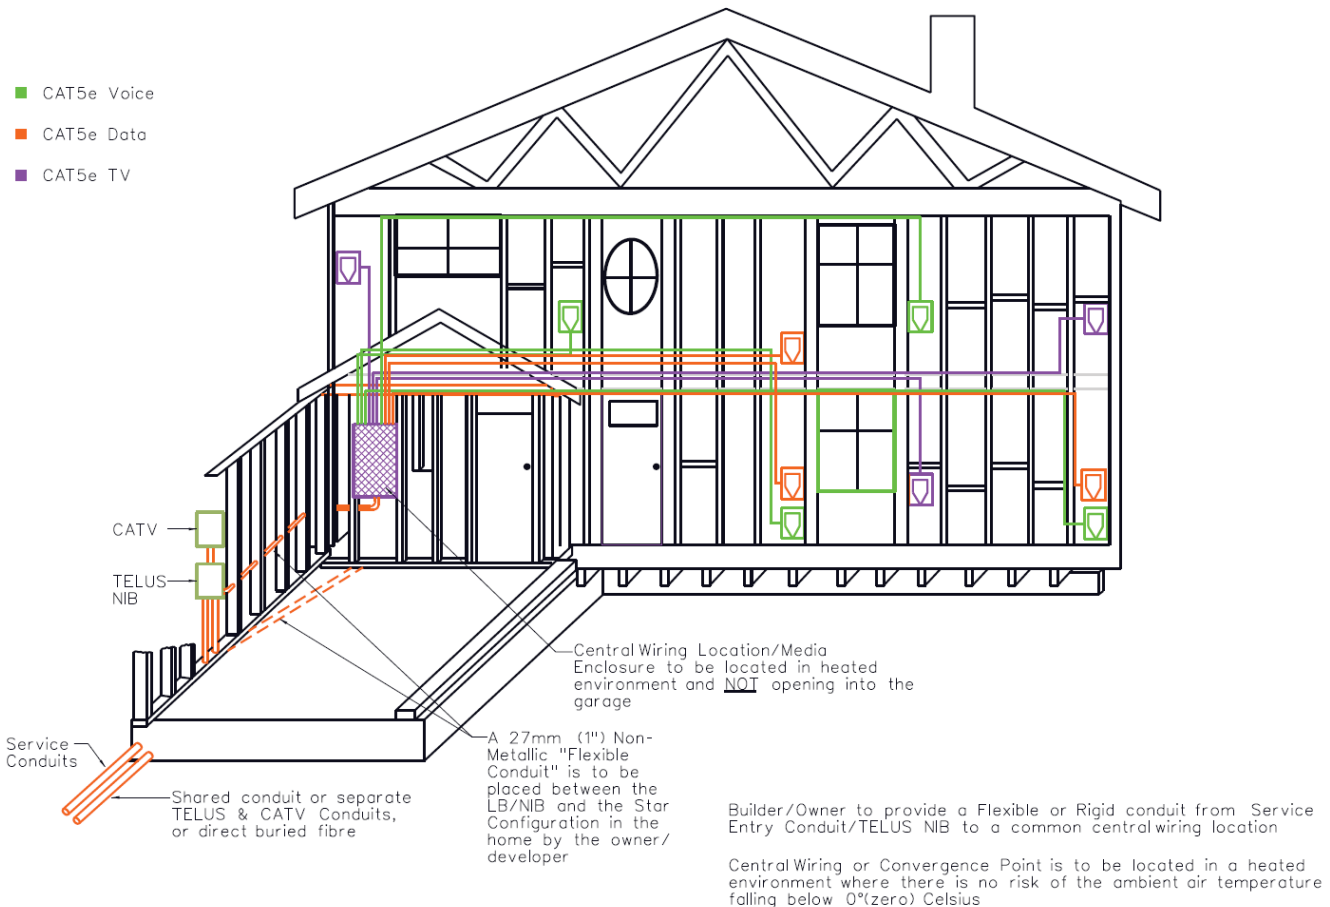 CAT5e Voice
CAT5e Data
CAT5e TV
CATV
TELUS
NIB
Central Wiring Location/Media
Enclosure to be located in heated
environment and NOT opening into the
garage
Service
Conduits
Shared conduit or separate
TELUS & CATV Conduits,
or direct buried fibre
A 27mm (1") Non-
Metallic "Flexible
Conduit" is to be
placed between the
LB/NIB and the Star
Configuration in the
home by the owner/
developer
Builder/Owner to provide a Flexible or Rigid conduit from Service
Entry Conduit/TELUS NIB to a common central wiring location
Central Wiring or Convergence Point is to be located in a heated
environment where there is no risk of the ambient air temperature
falling below 0°(zero) Celsius